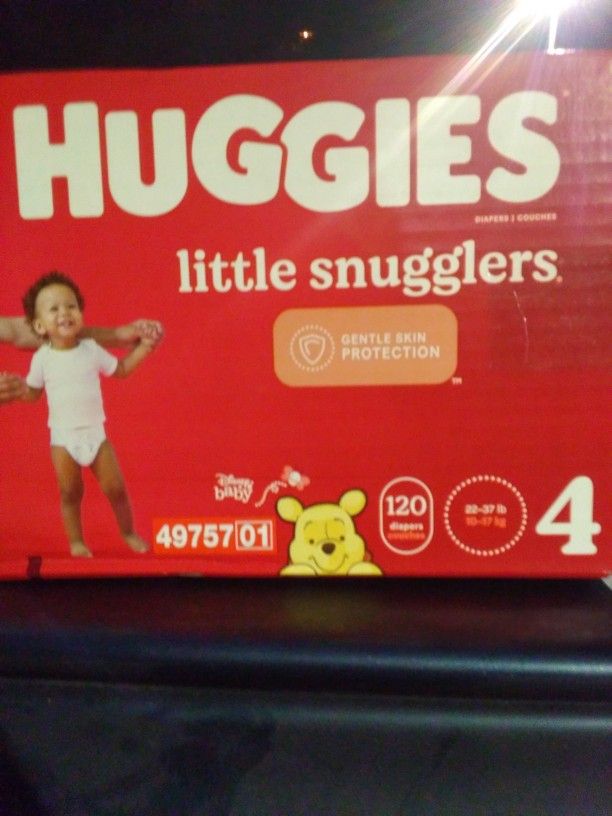 HUGGIES
DIAPERS | COUCHES
little snugglers.
GENTLE SKIN
PROTECTION
TM
Disney
baby
49757 01
120
diapers
couches
22-37 lb
10-17 kg
4